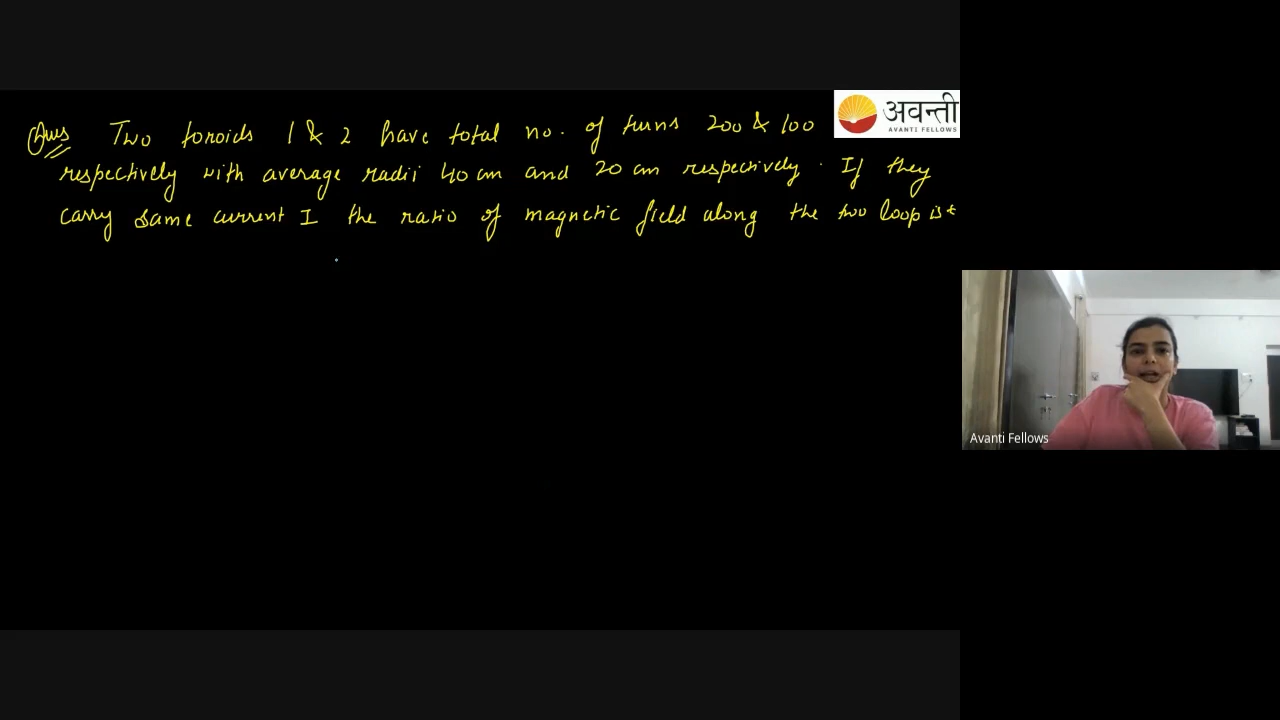 Ques Two toroids 1 & 2 have total no. of turns 200 & 100
respectively with average radii 40 cm and 20 cm respectively. If they
carry same current I the ratio of magnetic field along the two loop is
अवन्ती
AVANTI FELLOWS
Avanti Fellows